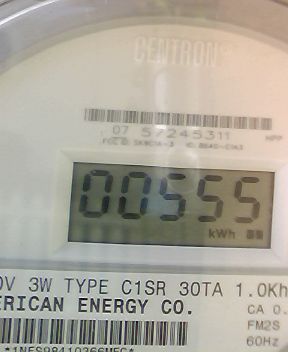 CENTRON
07 57245311
00555
kWh
0V 3W TYPE C1SR 30TA 1.0Kh
ERICAN ENERGY CO.
CA 0.
FM2S
60Hz